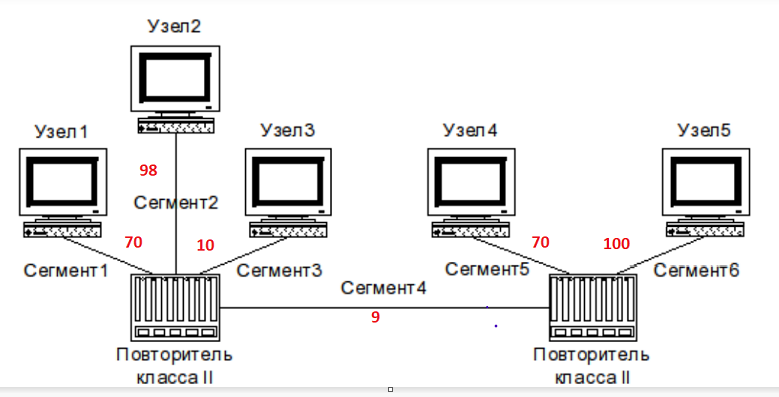 Узел2
Узел1
Узел3
Узел4
Узел5
98
Сегмент2
70
10
70
100
Сегмент1
Сегмент3
Сегмент5
Сегмент6
Сегмент4
9
Повторитель
класса II
Повторитель
класса II